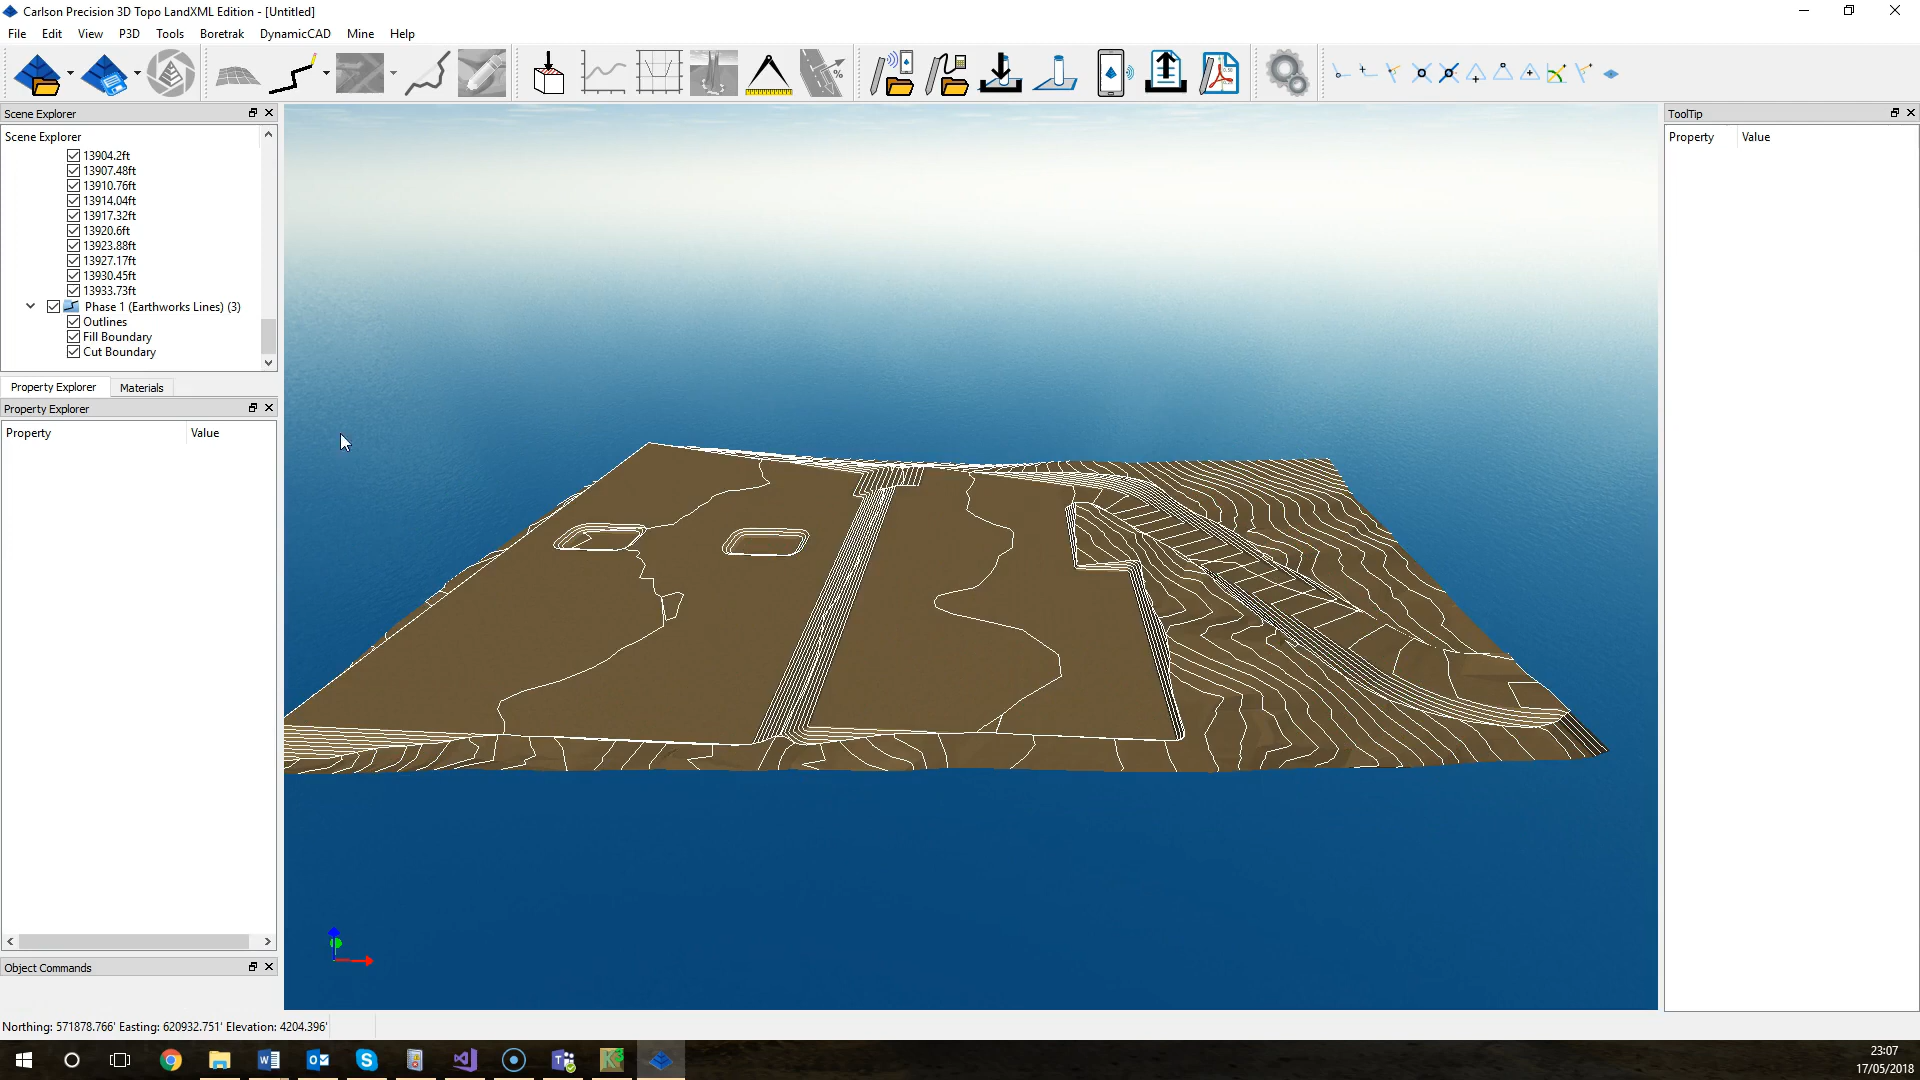 Carlson Precision 3D Topo LandXML Edition - [Untitled]
File Edit View P3D Tools Boretrak DynamicCAD Mine Help
Scene Explorer
Scene Explorer
13904.2ft
13907.48ft
13910.76ft
13914.04ft
13917.32ft
13920.6ft
13923.88ft
13927.17ft
13930.45ft
13933.73ft
Phase 1 (Earthworks Lines) (3)
Outlines
Fill Boundary
Cut Boundary
Property Explorer Materials
Property Explorer
Property Value
Object Commands
Northing: 571878.766' Easting: 620932.751' Elevation: 4204.396'
ToolTip
Property Value
23:07
17/05/2018